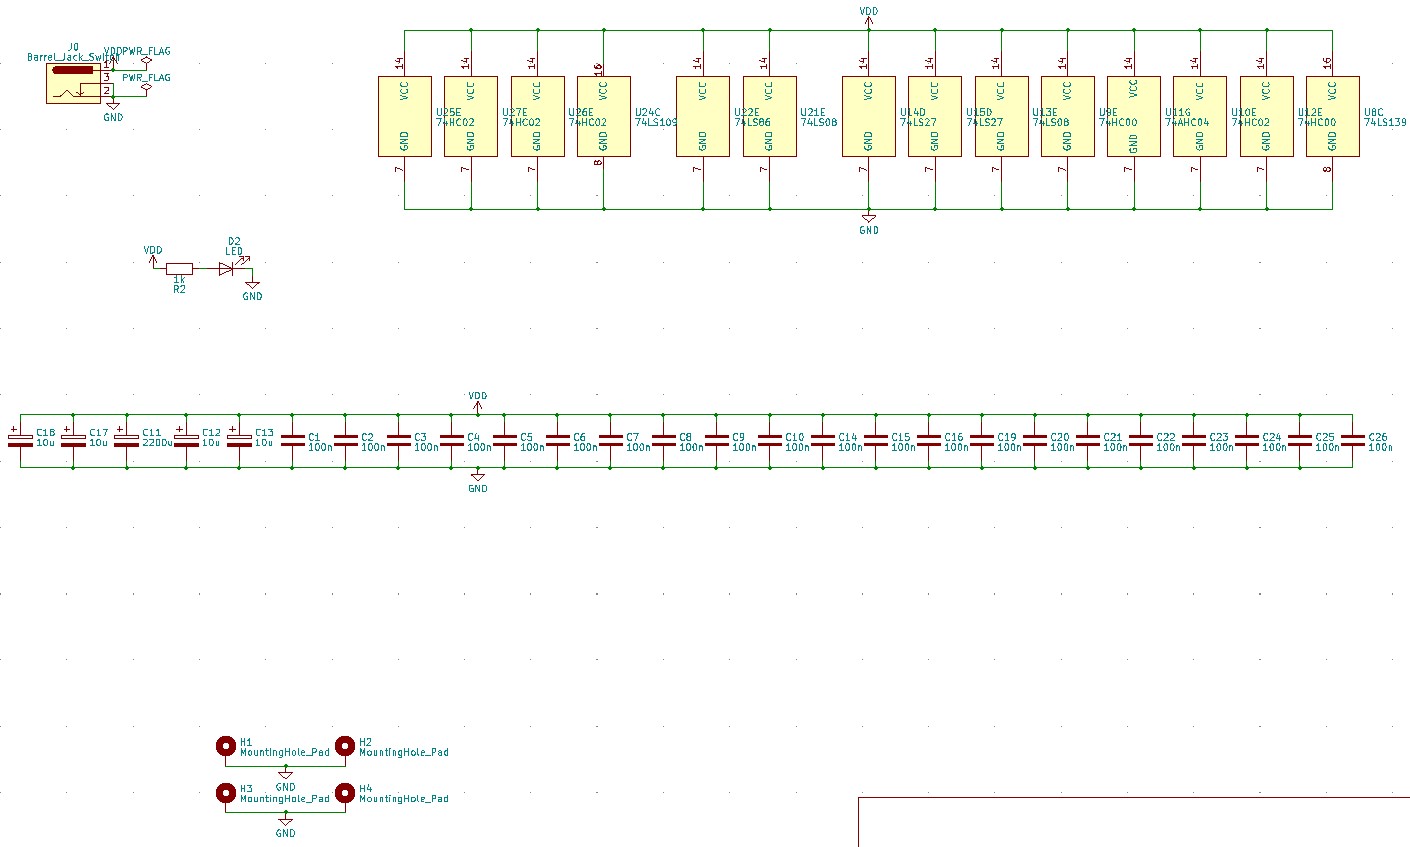 VDD
J0
Barrel_Jack_Switch
VDD
PWR_FLAG
1
3
PWR_FLAG
2
GND
14
14
14
16
14
14
14
14
14
14
14
14
14
16
VCC
VCC
VCC
VCC
VCC
VCC
VCC
VCC
VCC
VCC
VCC
VCC
VCC
VCC
U25E
74HC02
U27E
74HC02
U26E
74HC02
U24C
74LS109
U22E
74LS86
U21E
74LS08
U14D
74LS27
U15D
74LS27
U13E
74LS08
U9E
74HC00
U11G
74AHC04
U10E
74HC02
U12E
74HC00
U8C
74LS139
GND
GND
GND
GND
GND
GND
GND
GND
GND
GND
GND
GND
GND
GND
7
7
7
8
7
7
7
7
7
7
7
7
7
8
GND
VDD
1k
R2
D2
LED
GND
VDD
C18
10u
C17
10u
C11
2200u
C12
10u
C13
10u
C1
100n
C2
100n
C3
100n
C4
100n
C5
100n
C6
100n
C7
100n
C8
100n
C9
100n
C10
100n
C14
100n
C15
100n
C16
100n
C19
100n
C20
100n
C21
100n
C22
100n
C23
100n
C24
100n
C25
100n
C26
100n
GND
H1
MountingHole_Pad
H2
MountingHole_Pad
GND
H3
MountingHole_Pad
H4
MountingHole_Pad
GND